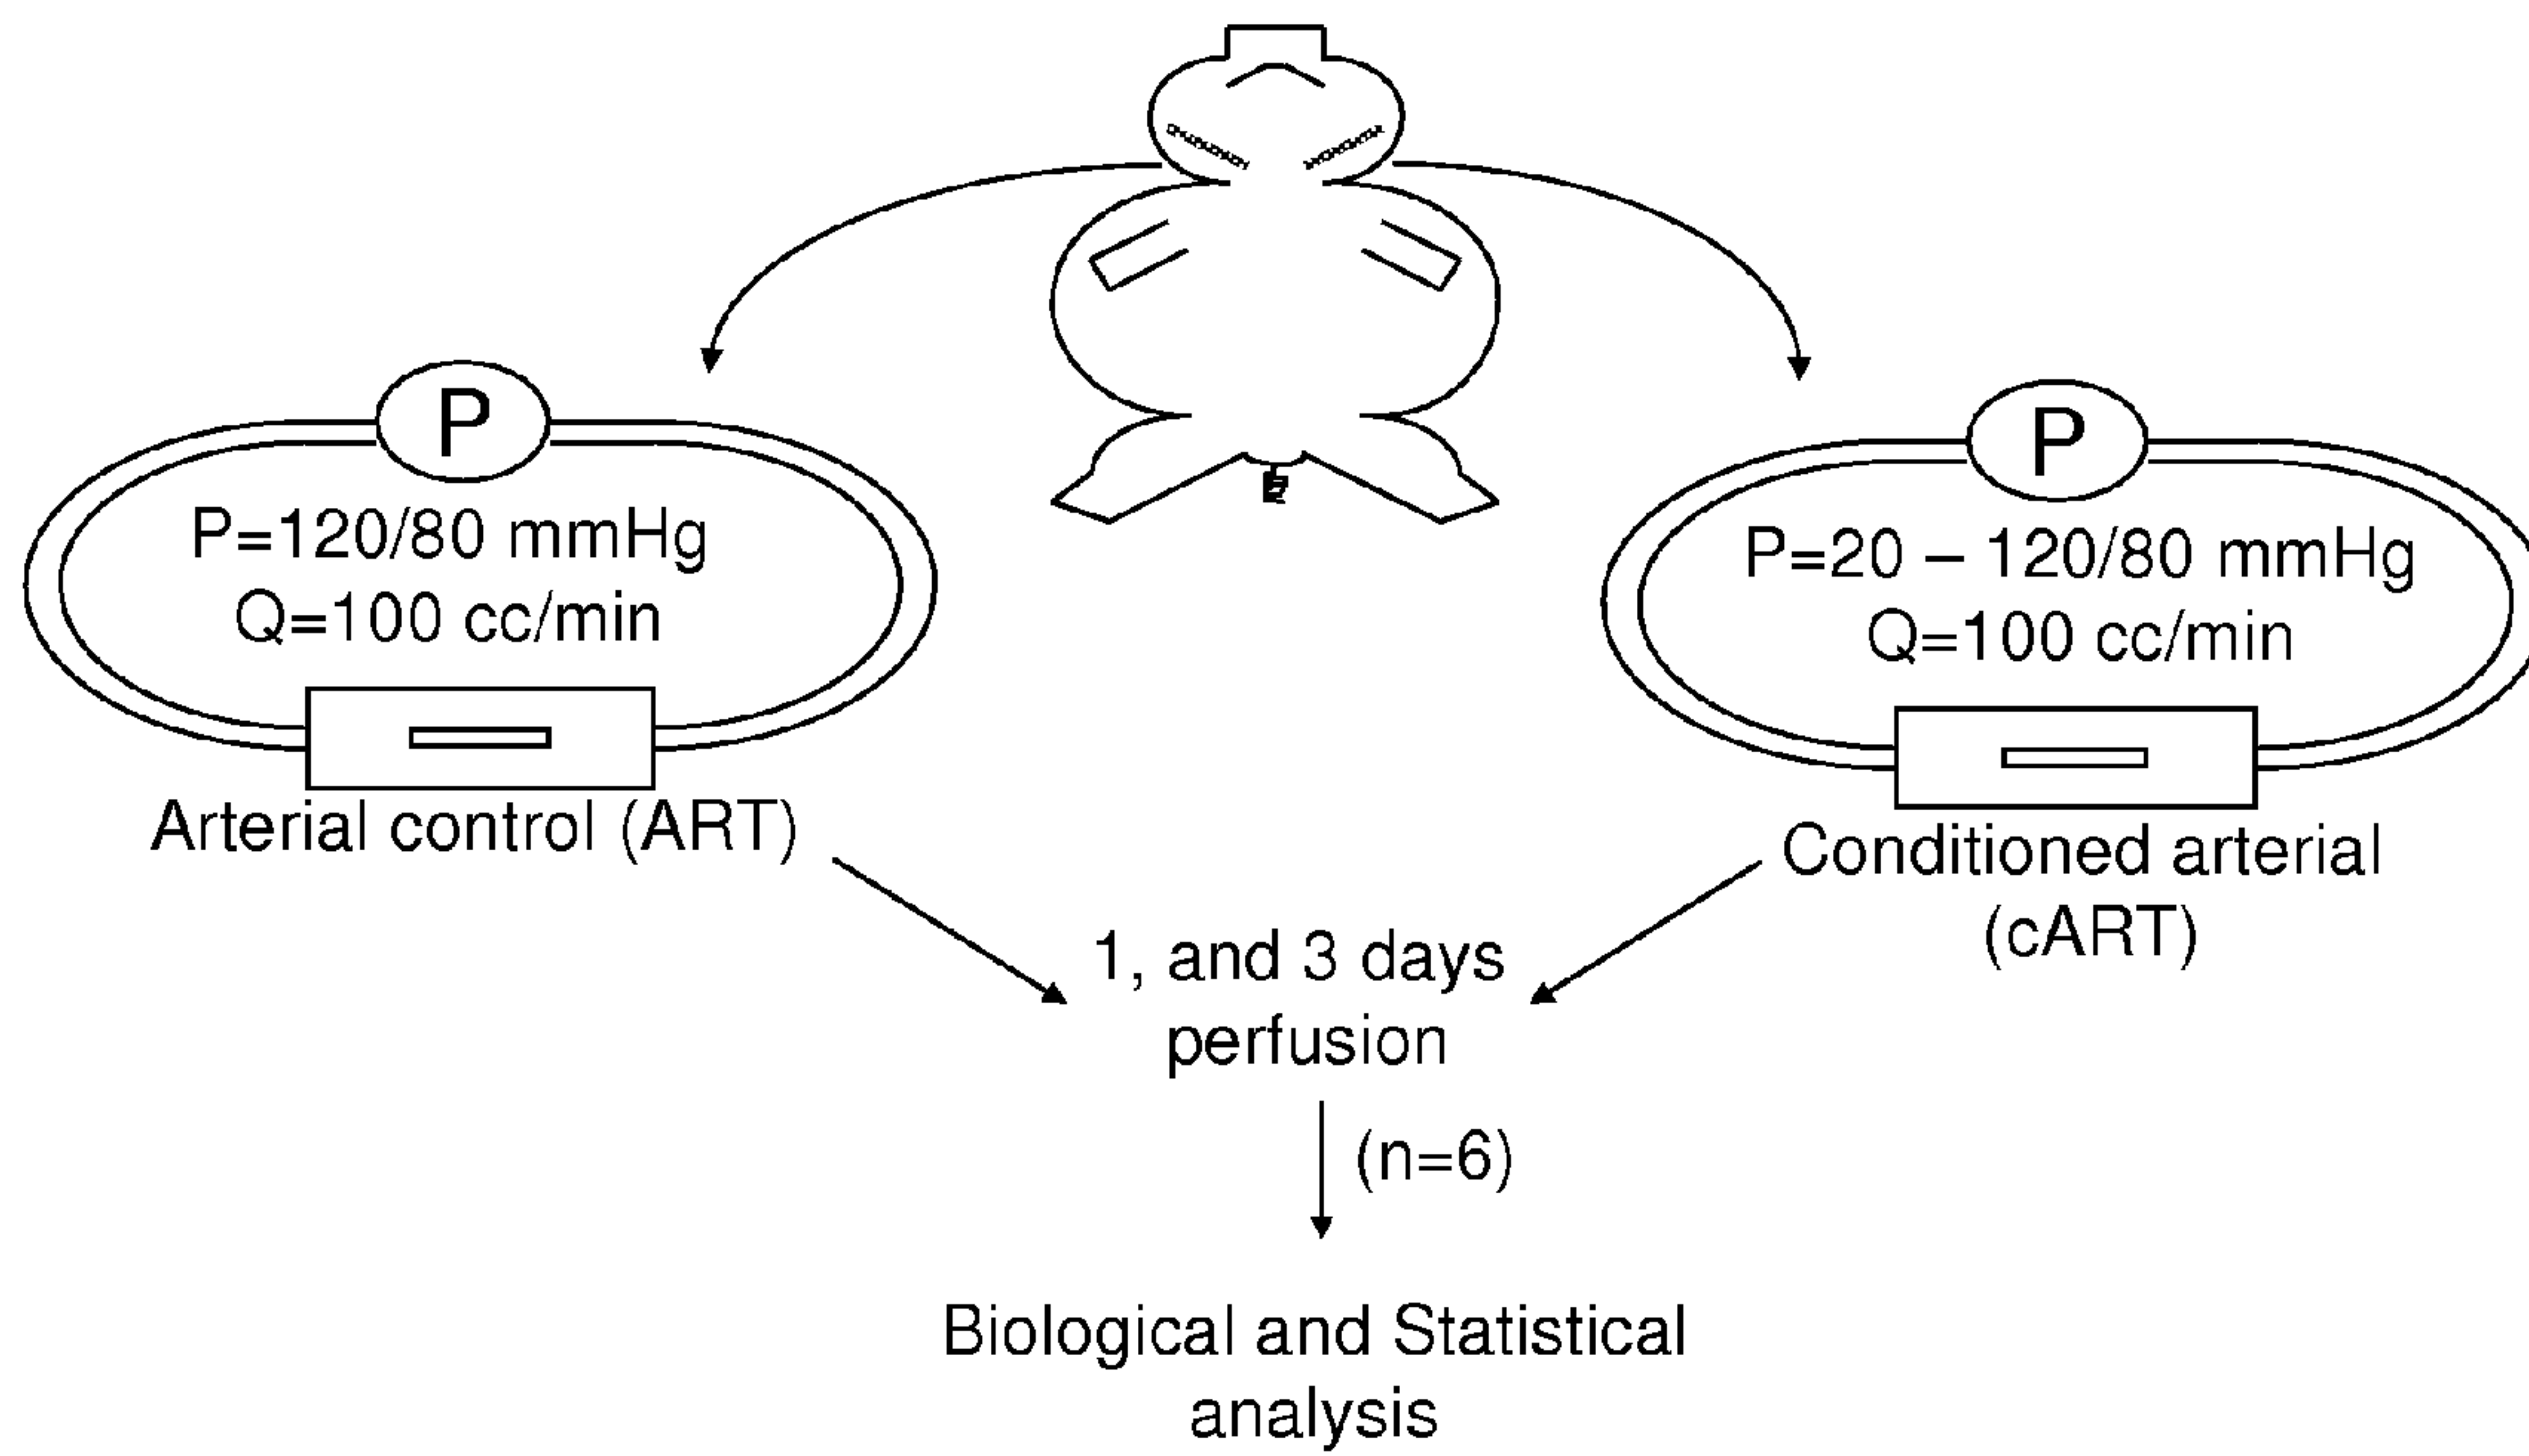 P
P=120/80 mmHg
Q=100 cc/min
Arterial control (ART)
P
P=20 – 120/80 mmHg
Q=100 cc/min
Conditioned arterial
(cART)
1, and 3 days
perfusion
(n=6)
Biological and Statistical
analysis